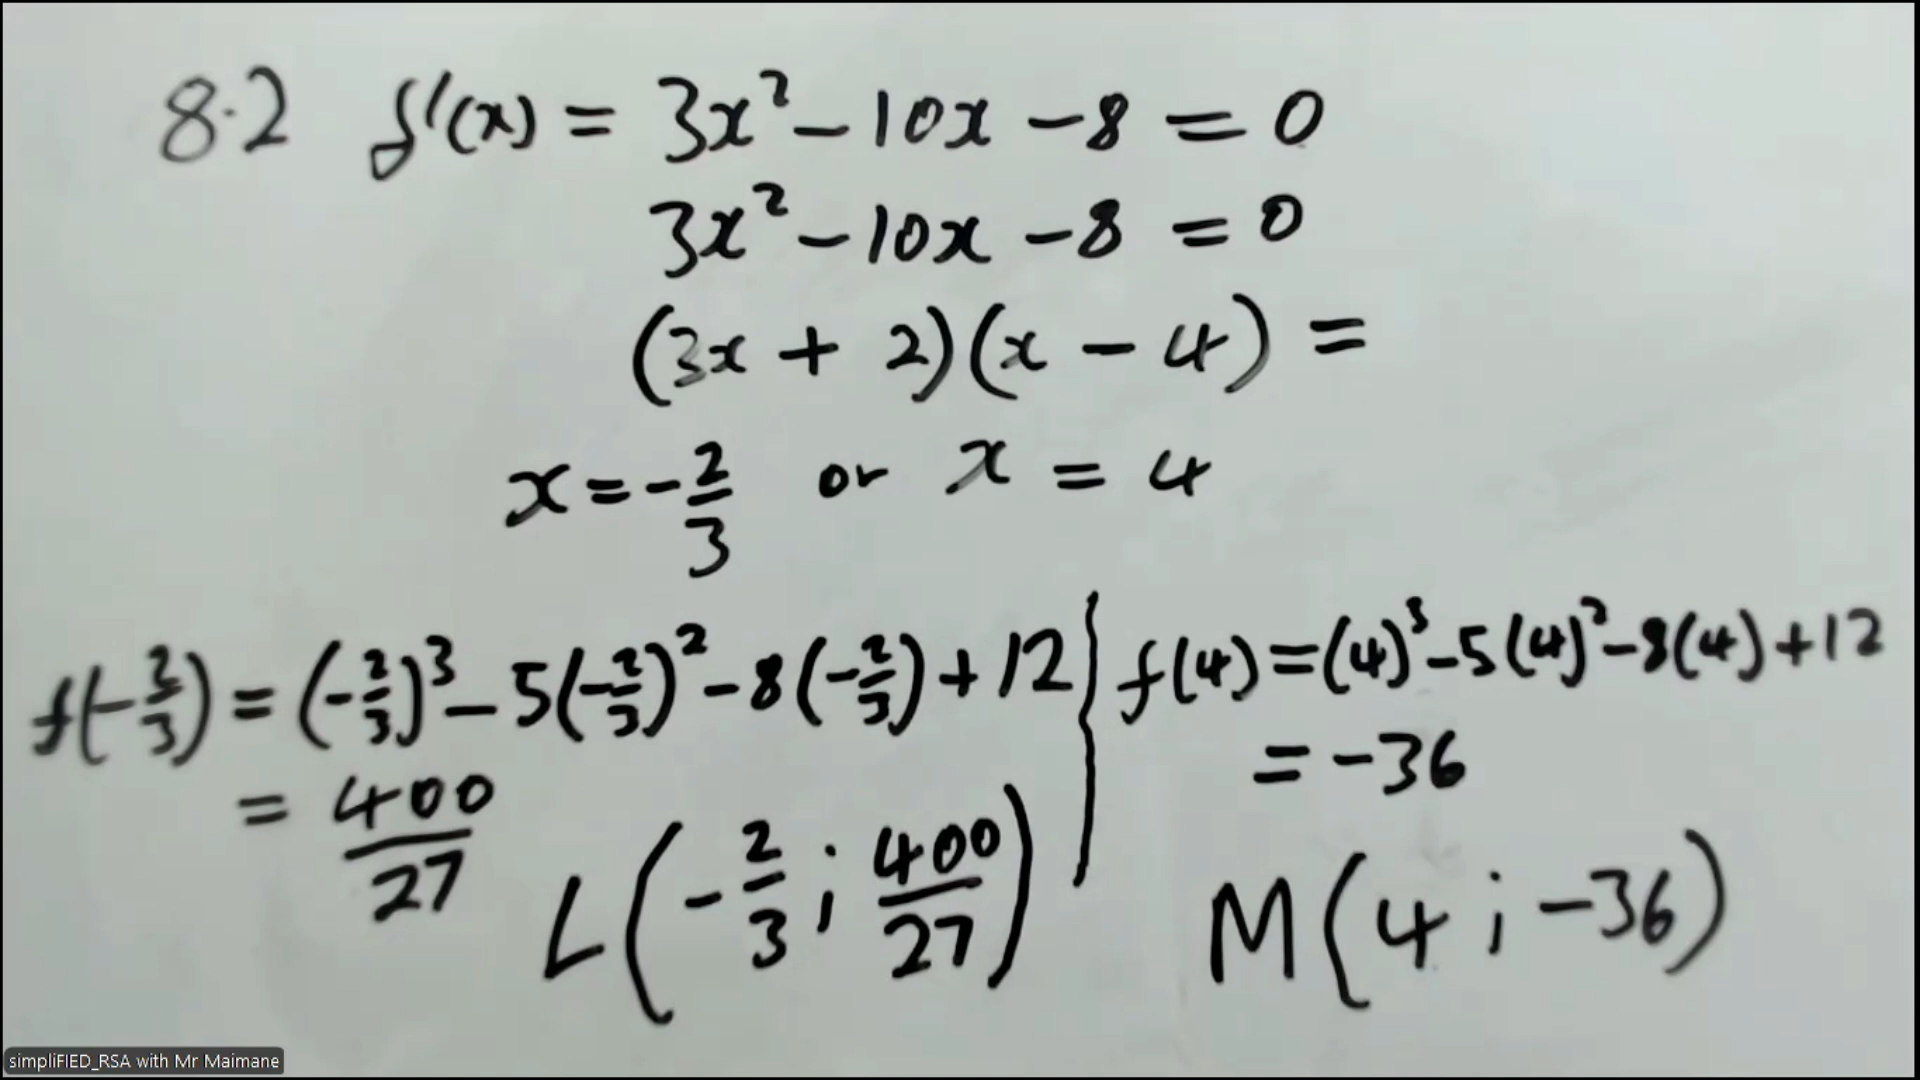 8.2 f'(x) = 3x² - 10x - 8 = 0
3x² - 10x - 8 = 0
(3x + 2)(x - 4) =
x = -2/3 or x = 4
f(-2/3) = (-2/3)³ - 5(-2/3)² - 8(-2/3) + 12
= 400/27
L(-2/3 ; 400/27)
f(4) = (4)³ - 5(4)² - 8(4) + 12
= -36
M(4 ; -36)
simpliFIED_RSA with Mr Maimane